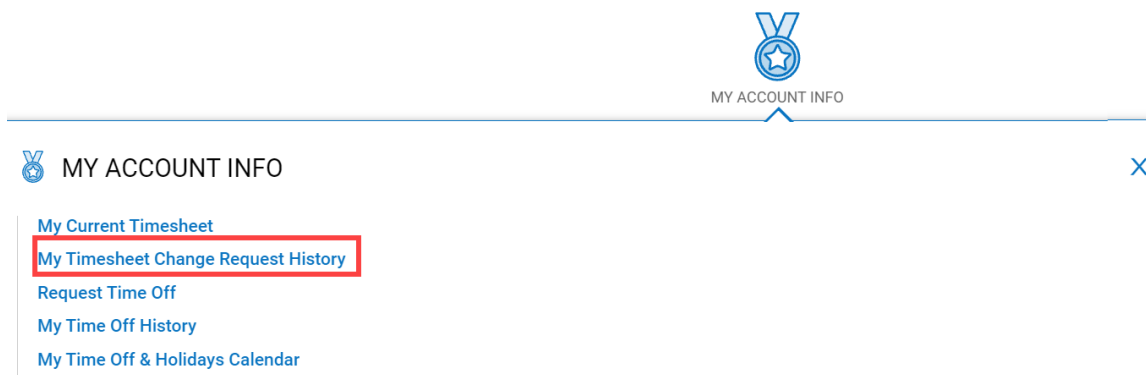 MY ACCOUNT INFO
MY ACCOUNT INFO
My Current Timesheet
My Timesheet Change Request History
Request Time Off
My Time Off History
My Time Off & Holidays Calendar